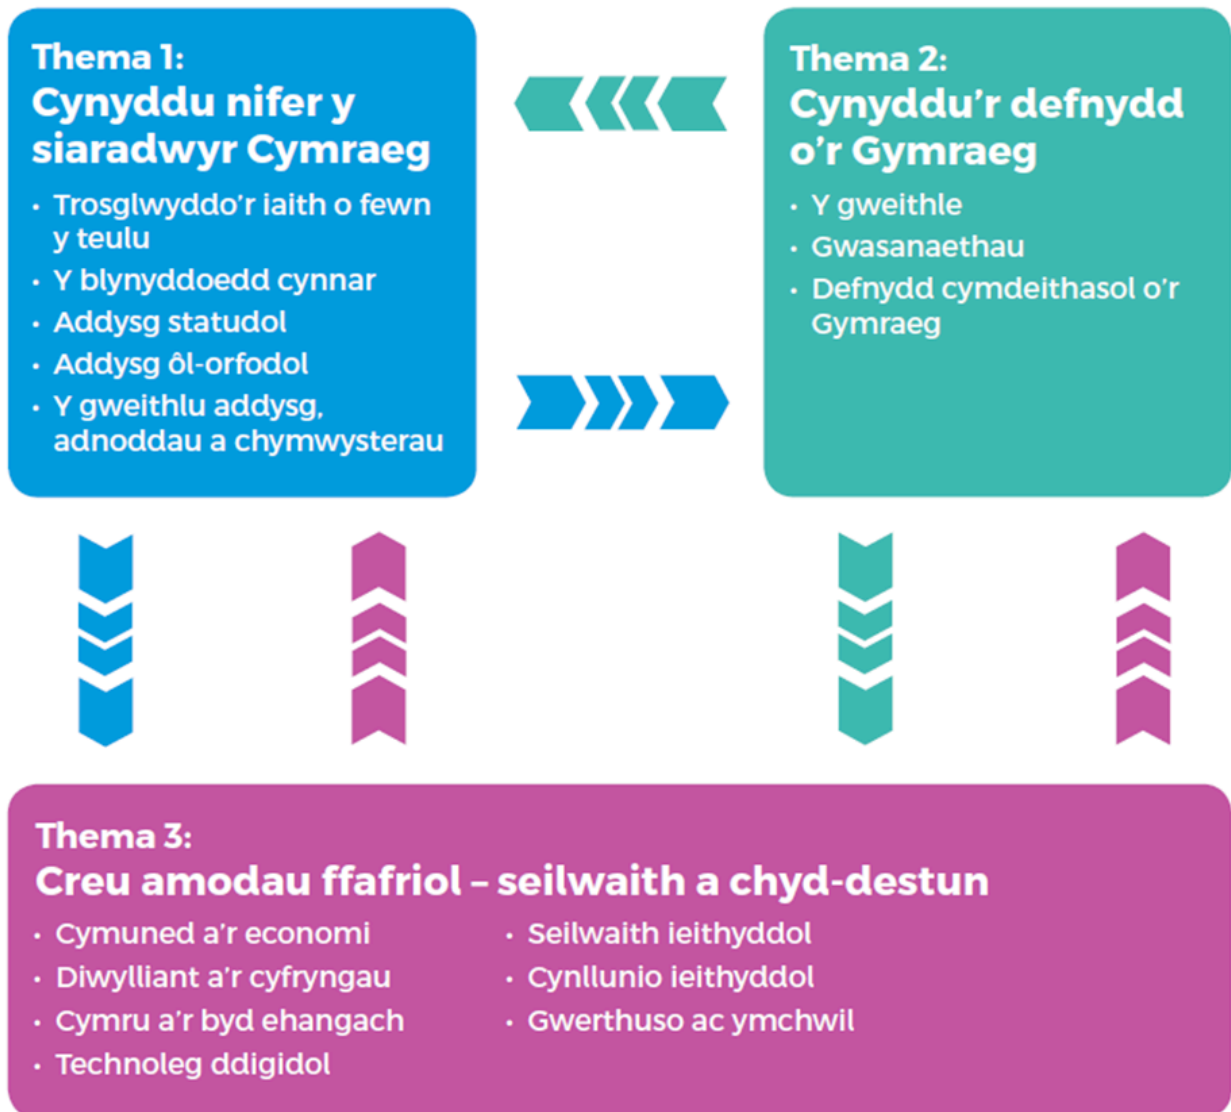 Thema 1:
Cynyddu nifer y
siaradwyr Cymraeg
• Trosglwyddo'r iaith o fewn
y teulu
• Y blynyddoedd cynnar
• Addysg statudol
• Addysg ôl-orfodol
• Y gweithlu addysg,
adnoddau a chymwysterau
Thema 2:
Cynyddu'r defnydd
o'r Gymraeg
• Y gweithle
• Gwasanaethau
• Defnydd cymdeithasol o'r
Gymraeg
Thema 3:
Creu amodau ffafriol – seilwaith a chyd-destun
• Cymuned a'r economi
• Diwylliant a'r cyfryngau
• Cymru a'r byd ehangach
• Technoleg ddigidol
• Seilwaith ieithyddol
• Cynllunio ieithyddol
• Gwerthuso ac ymchwil